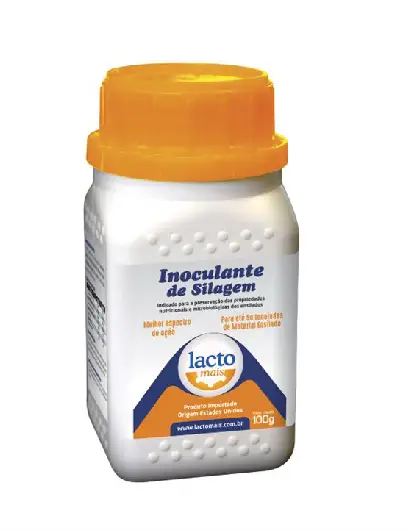 Inoculante
de Silagem
Indicado para a preservação das propriedades
nutricionais e microbiológicas dos ensilados
Melhor espectro
de ação
Para até 50 toneladas
de Material Ensilado
lacto
mais
Produto Importado
Origem Estados Unidos
www.lactomais.com.br
100g